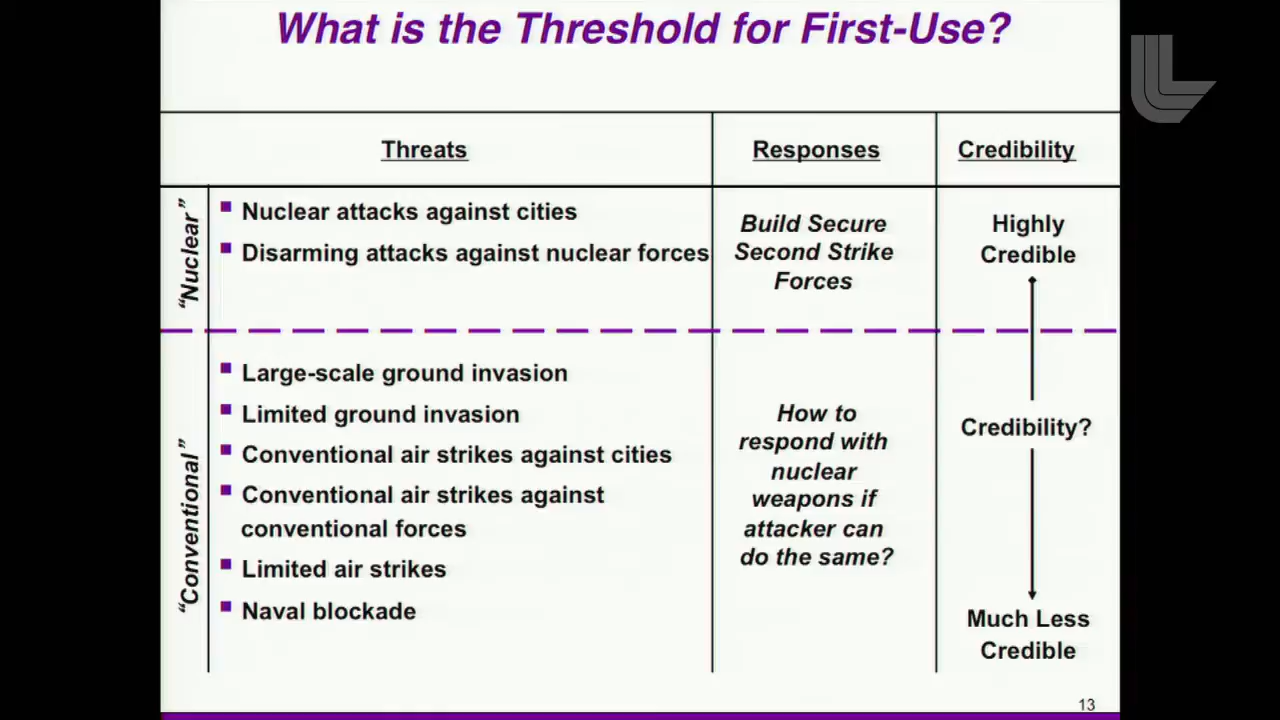 What is the Threshold for First-Use?
Threats
Responses
Credibility
“Nuclear”
Nuclear attacks against cities
Disarming attacks against nuclear forces
Build Secure
Second Strike
Forces
Highly
Credible
“Conventional”
Large-scale ground invasion
Limited ground invasion
Conventional air strikes against cities
Conventional air strikes against
conventional forces
Limited air strikes
Naval blockade
How to
respond with
nuclear
weapons if
attacker can
do the same?
Credibility?
Much Less
Credible
13